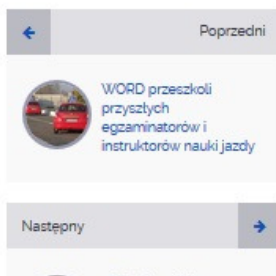 Poprzedni
WORD przeszkoli
przyszłych
egzaminatorów i
instruktorów nauki jazdy
Następny